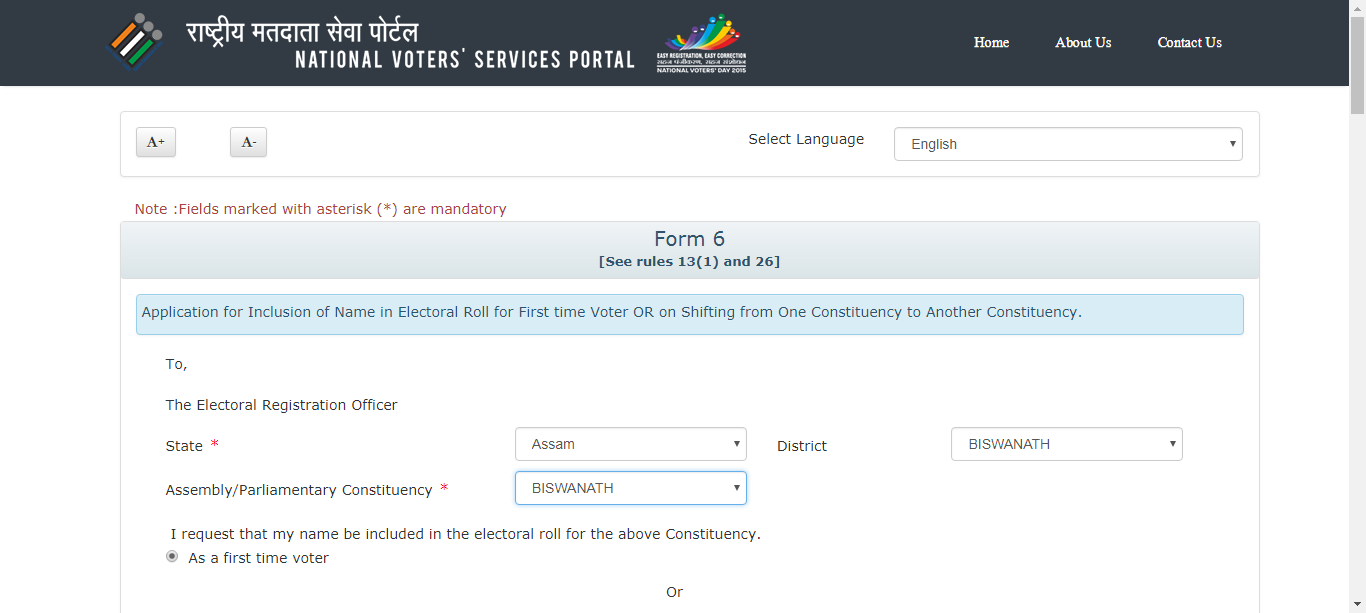 राष्ट्रीय मतदाता सेवा पोर्टल
NATIONAL VOTERS' SERVICES PORTAL
EASY REGISTRATION, EASY CORRECTION
सहज पंजीकरण, सहज संशोधन
NATIONAL VOTERS' DAY 2015
Home About Us Contact Us
A+ A- Select Language English
Note :Fields marked with asterisk (*) are mandatory
Form 6
[See rules 13(1) and 26]
Application for Inclusion of Name in Electoral Roll for First time Voter OR on Shifting from One Constituency to Another Constituency.
To,
The Electoral Registration Officer
State * Assam District BISWANATH
Assembly/Parliamentary Constituency * BISWANATH
I request that my name be included in the electoral roll for the above Constituency.
As a first time voter
Or